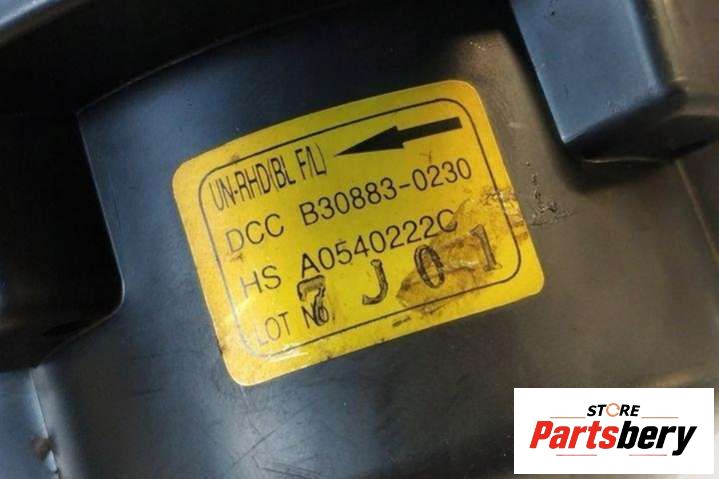 UN-RHD(BL F/L)
DCC B30883-0230
HS A0540222C
LOT No. 7 J 0 1
STORE
Partsbery